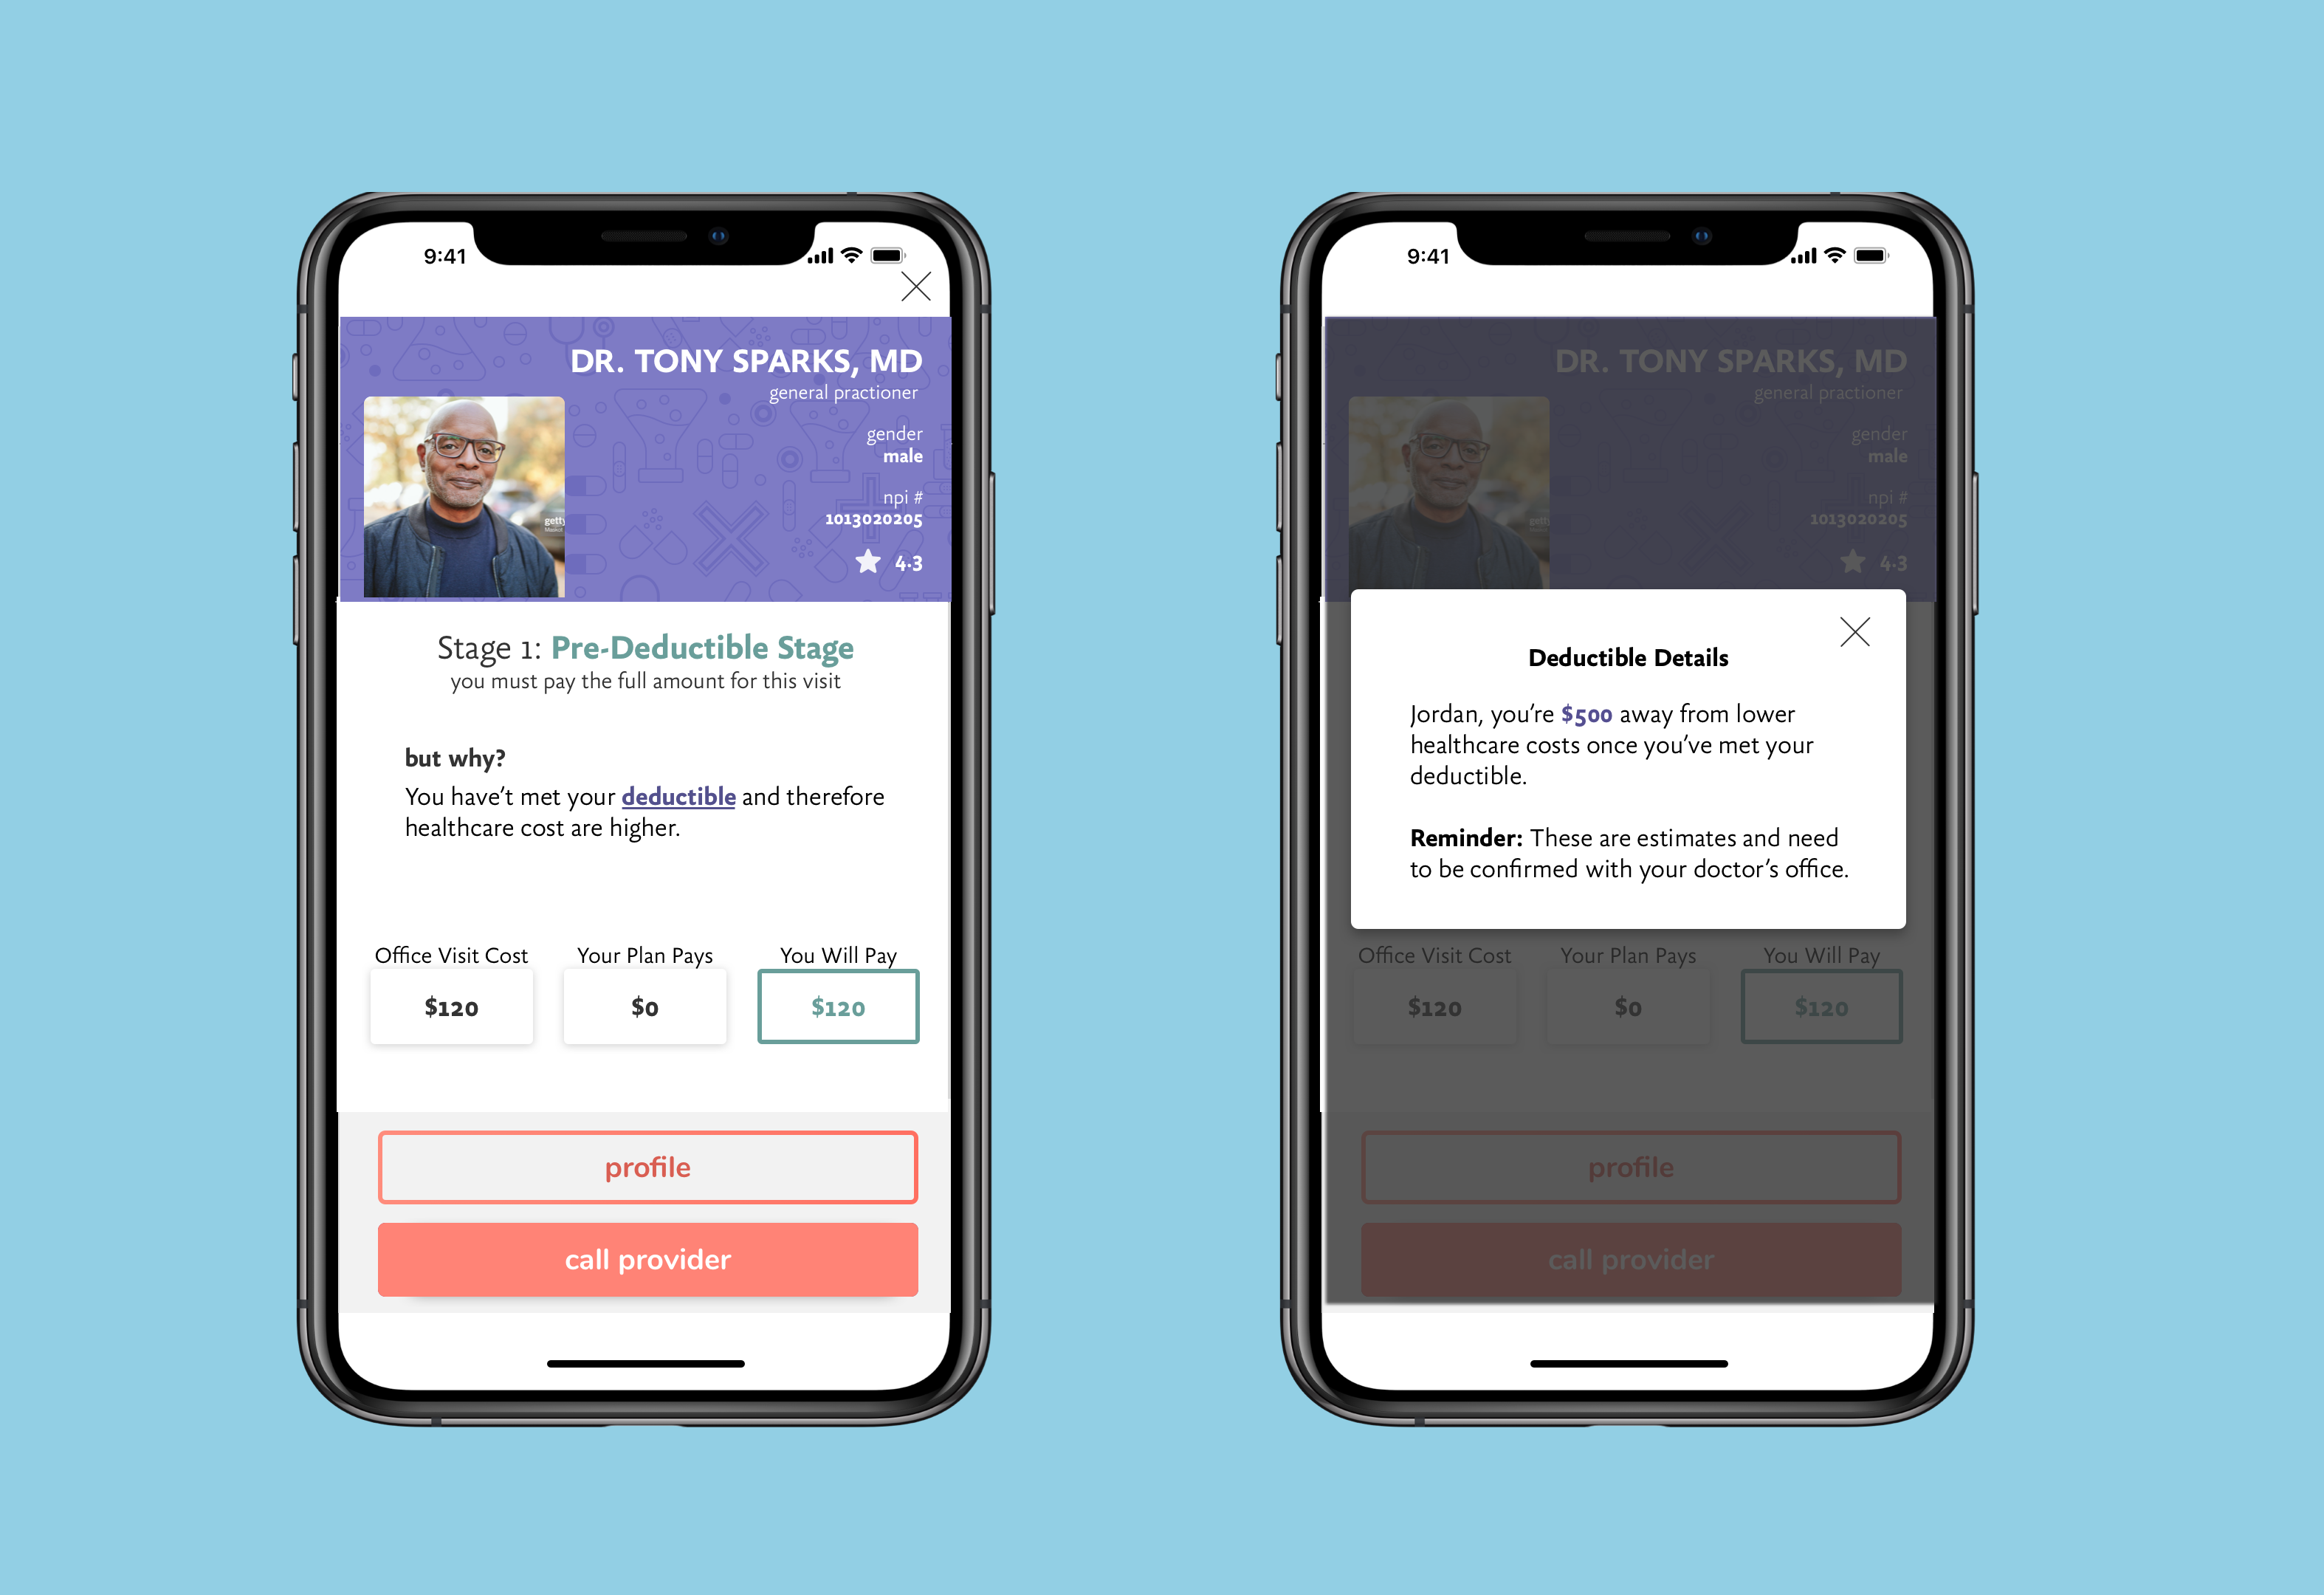 9:41
DR. TONY SPARKS, MD
general practioner
gender
male
npi #
1013020205
4.3
getty
Stage 1: Pre-Deductible Stage
you must pay the full amount for this visit
but why?
You have't met your deductible and therefore
healthcare cost are higher.
Office Visit Cost Your Plan Pays You Will Pay
$120 $0 $120
profile
call provider
9:41
DR. TONY SPARKS, MD
general practioner
gender
male
npi #
1013020205
4.3
getty
Deductible Details
Jordan, you're $500 away from lower
healthcare costs once you've met your
deductible.
Reminder: These are estimates and need
to be confirmed with your doctor's office.
Office Visit Cost Your Plan Pays You Will Pay
$120 $0 $120
profile
call provider